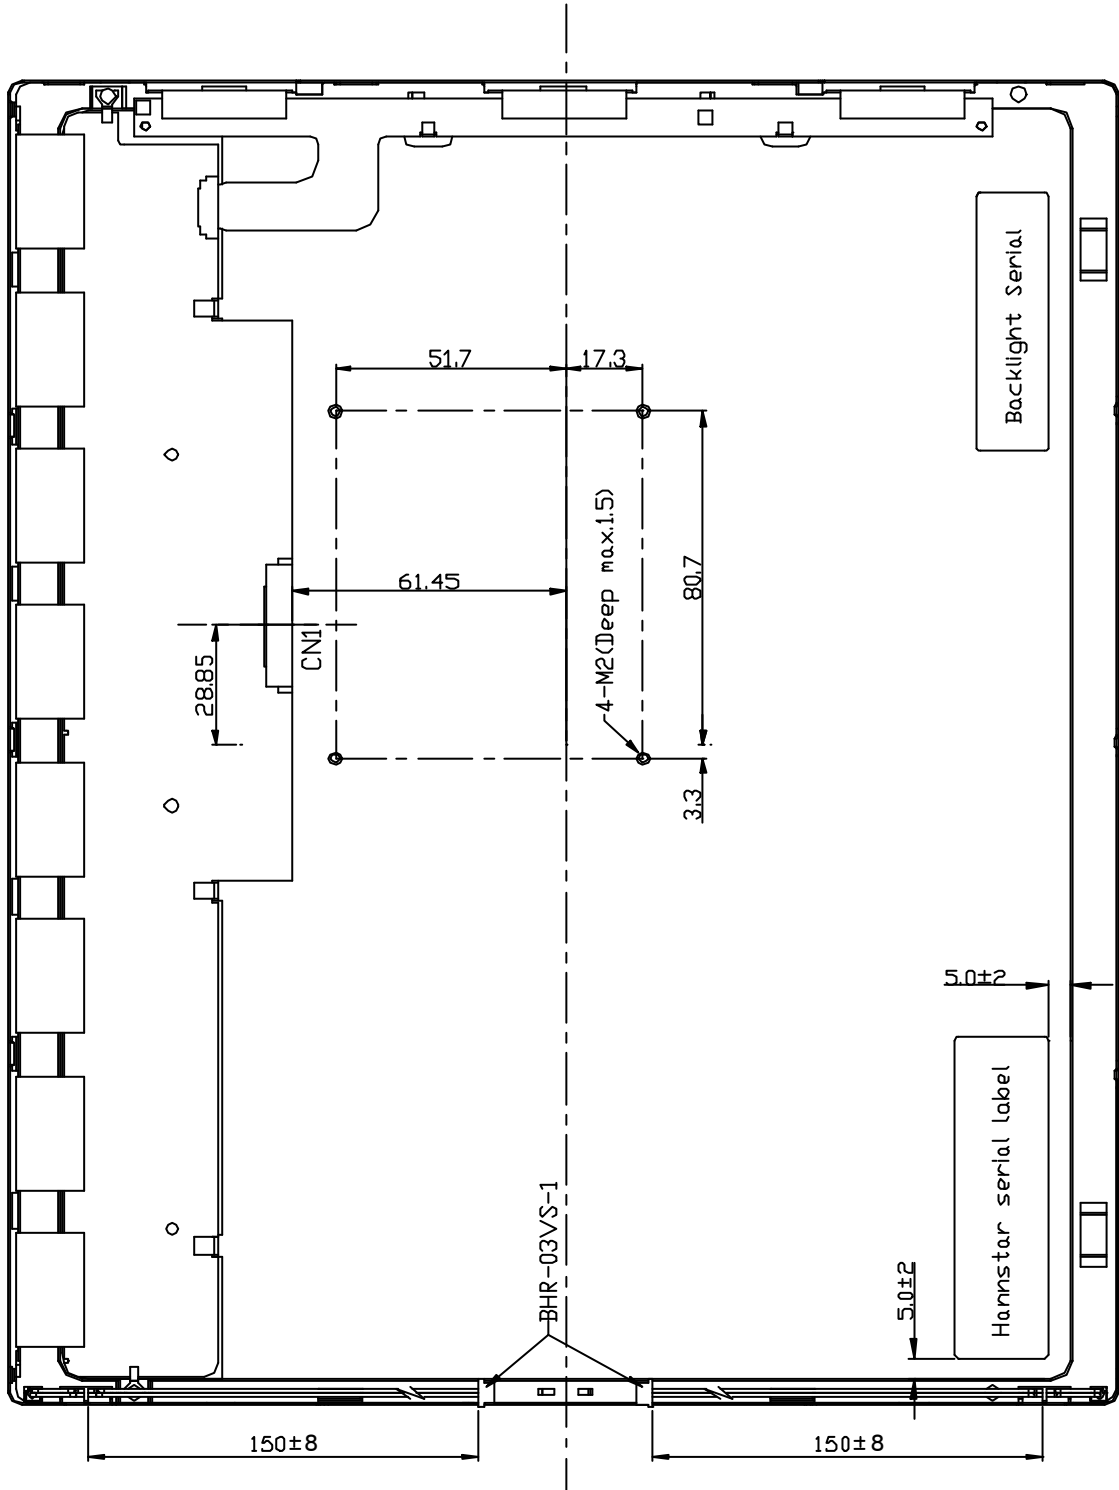 Backlight Serial
51.7
17.3
4-M2(Deep max.1.5)
80.7
61.45
CN1
28.85
3.3
5.0±2
Hannstar serial label
BHR-03VS-1
5.0±2
150±8
150±8